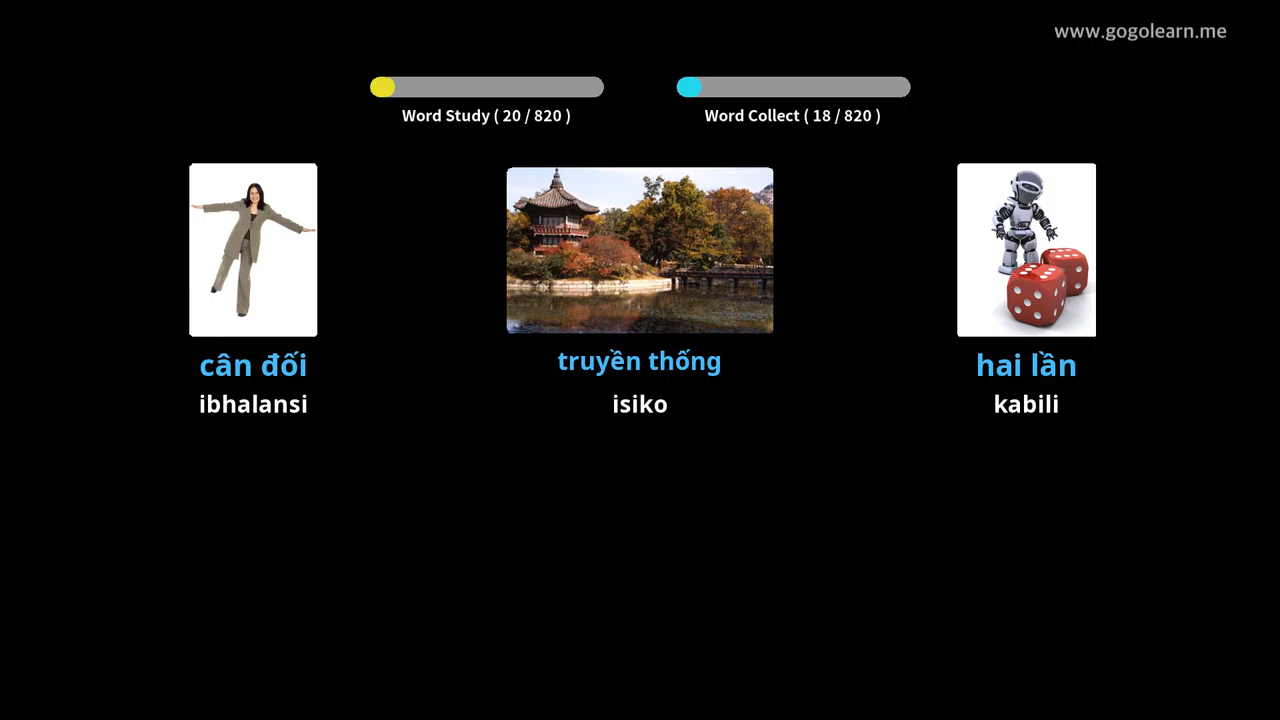 www.gogolearn.me
Word Study ( 20 / 820 )
Word Collect ( 18 / 820 )
cân đối
ibhalansi
truyền thống
isiko
hai lần
kabili